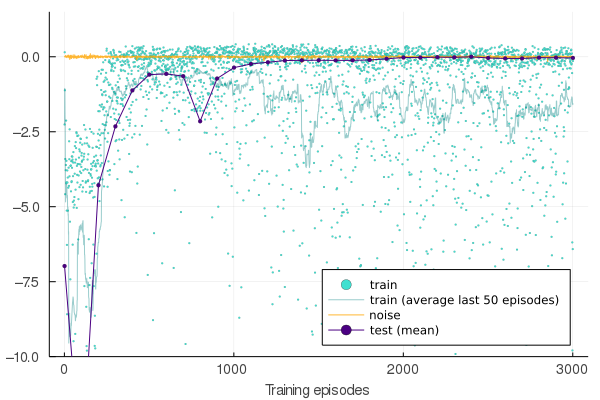 0.0
−2.5
−5.0
−7.5
−10.0
0
1000
2000
3000
Training episodes
train
train (average last 50 episodes)
noise
test (mean)